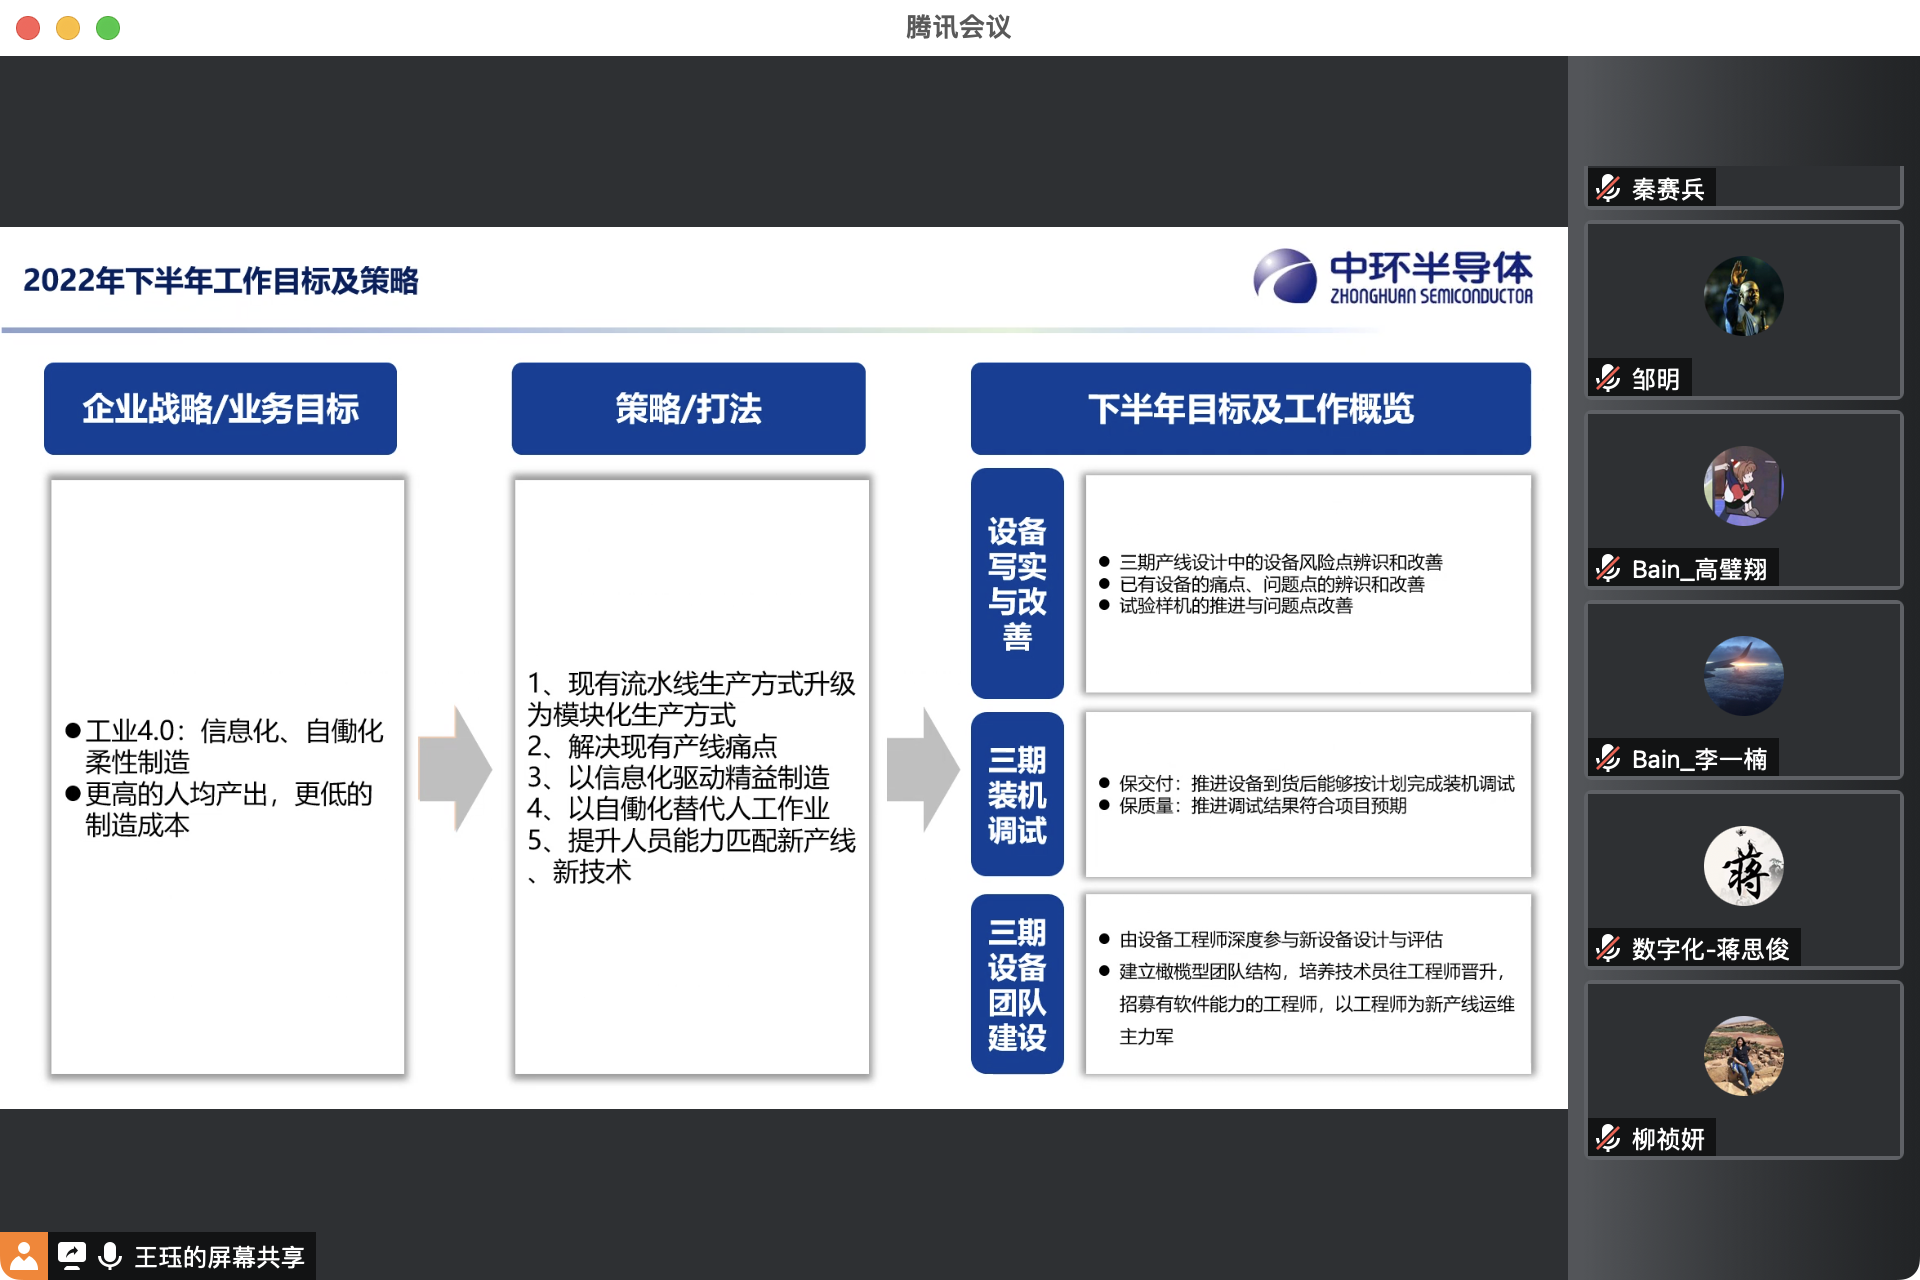 腾讯会议
2022年下半年工作目标及策略
中环半导体
ZHONGHUAN SEMICONDUCTOR
企业战略/业务目标
●工业4.0：信息化、自働化
柔性制造
●更高的人均产出，更低的
制造成本
策略/打法
1、现有流水线生产方式升级
为模块化生产方式
2、解决现有产线痛点
3、以信息化驱动精益制造
4、以自働化替代人工作业
5、提升人员能力匹配新产线
、新技术
下半年目标及工作概览
设备
写实
与改
善
● 三期产线设计中的设备风险点辨识和改善
● 已有设备的痛点、问题点的辨识和改善
● 试验样机的推进与问题点改善
三期
装机
调试
● 保交付：推进设备到货后能够按计划完成装机调试
● 保质量：推进调试结果符合项目预期
三期
设备
团队
建设
● 由设备工程师深度参与新设备设计与评估
● 建立橄榄型团队结构，培养技术员往工程师晋升，
招募有软件能力的工程师，以工程师为新产线运维
主力军
秦赛兵
邹明
Bain_高璧翔
Bain_李一楠
蒋
数字化-蒋思俊
柳祯妍
王珏的屏幕共享